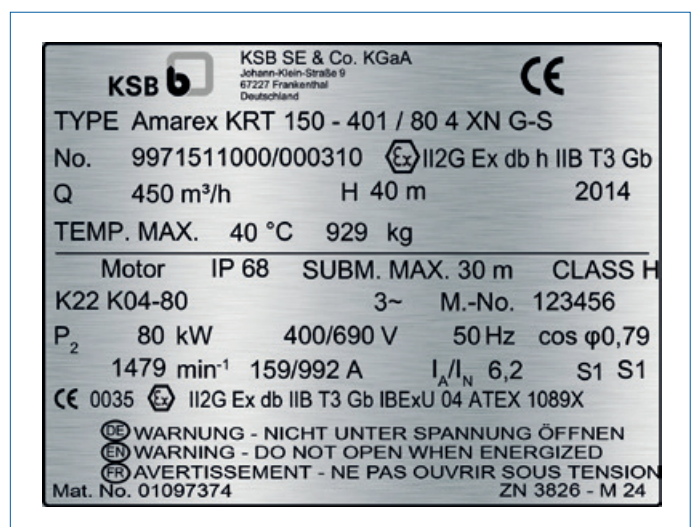 KSB b
KSB SE & Co. KGaA
Johann-Klein-Straße 9
67227 Frankenthal
Deutschland
CE
TYPE Amarex KRT 150 - 401 / 80 4 XN G-S
No. 9971511000/000310 Ex II2G Ex db h IIB T3 Gb
Q 450 m³/h H 40 m 2014
TEMP. MAX. 40 °C 929 kg
Motor IP 68 SUBM. MAX. 30 m CLASS H
K22 K04-80 3~ M.-No. 123456
P₂ 80 kW 400/690 V 50 Hz cos φ0,79
1479 min⁻¹ 159/992 A I_A/I_N 6,2 S1 S1
CE 0035 Ex II2G Ex db IIB T3 Gb IBExU 04 ATEX 1089X
DE WARNUNG - NICHT UNTER SPANNUNG ÖFFNEN
EN WARNING - DO NOT OPEN WHEN ENERGIZED
FR AVERTISSEMENT - NE PAS OUVRIR SOUS TENSION
Mat. No. 01097374 ZN 3826 - M 24